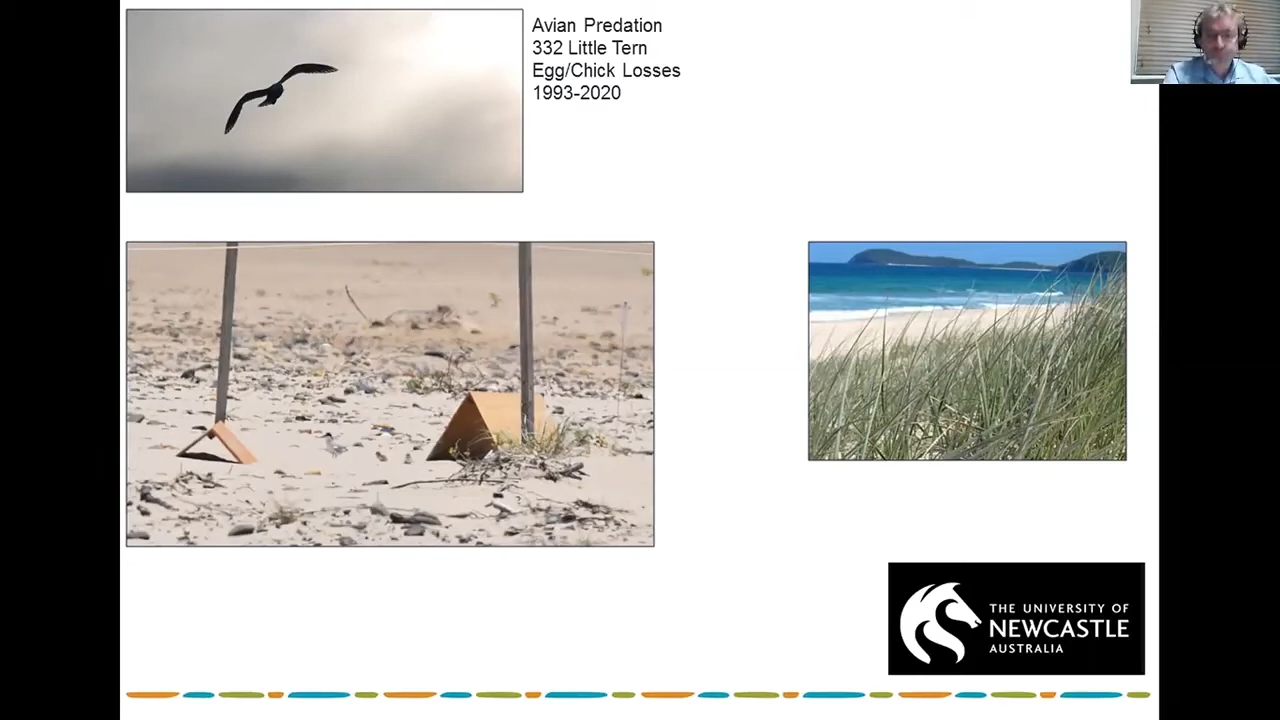 Avian Predation
332 Little Tern
Egg/Chick Losses
1993-2020
THE UNIVERSITY OF
NEWCASTLE
AUSTRALIA